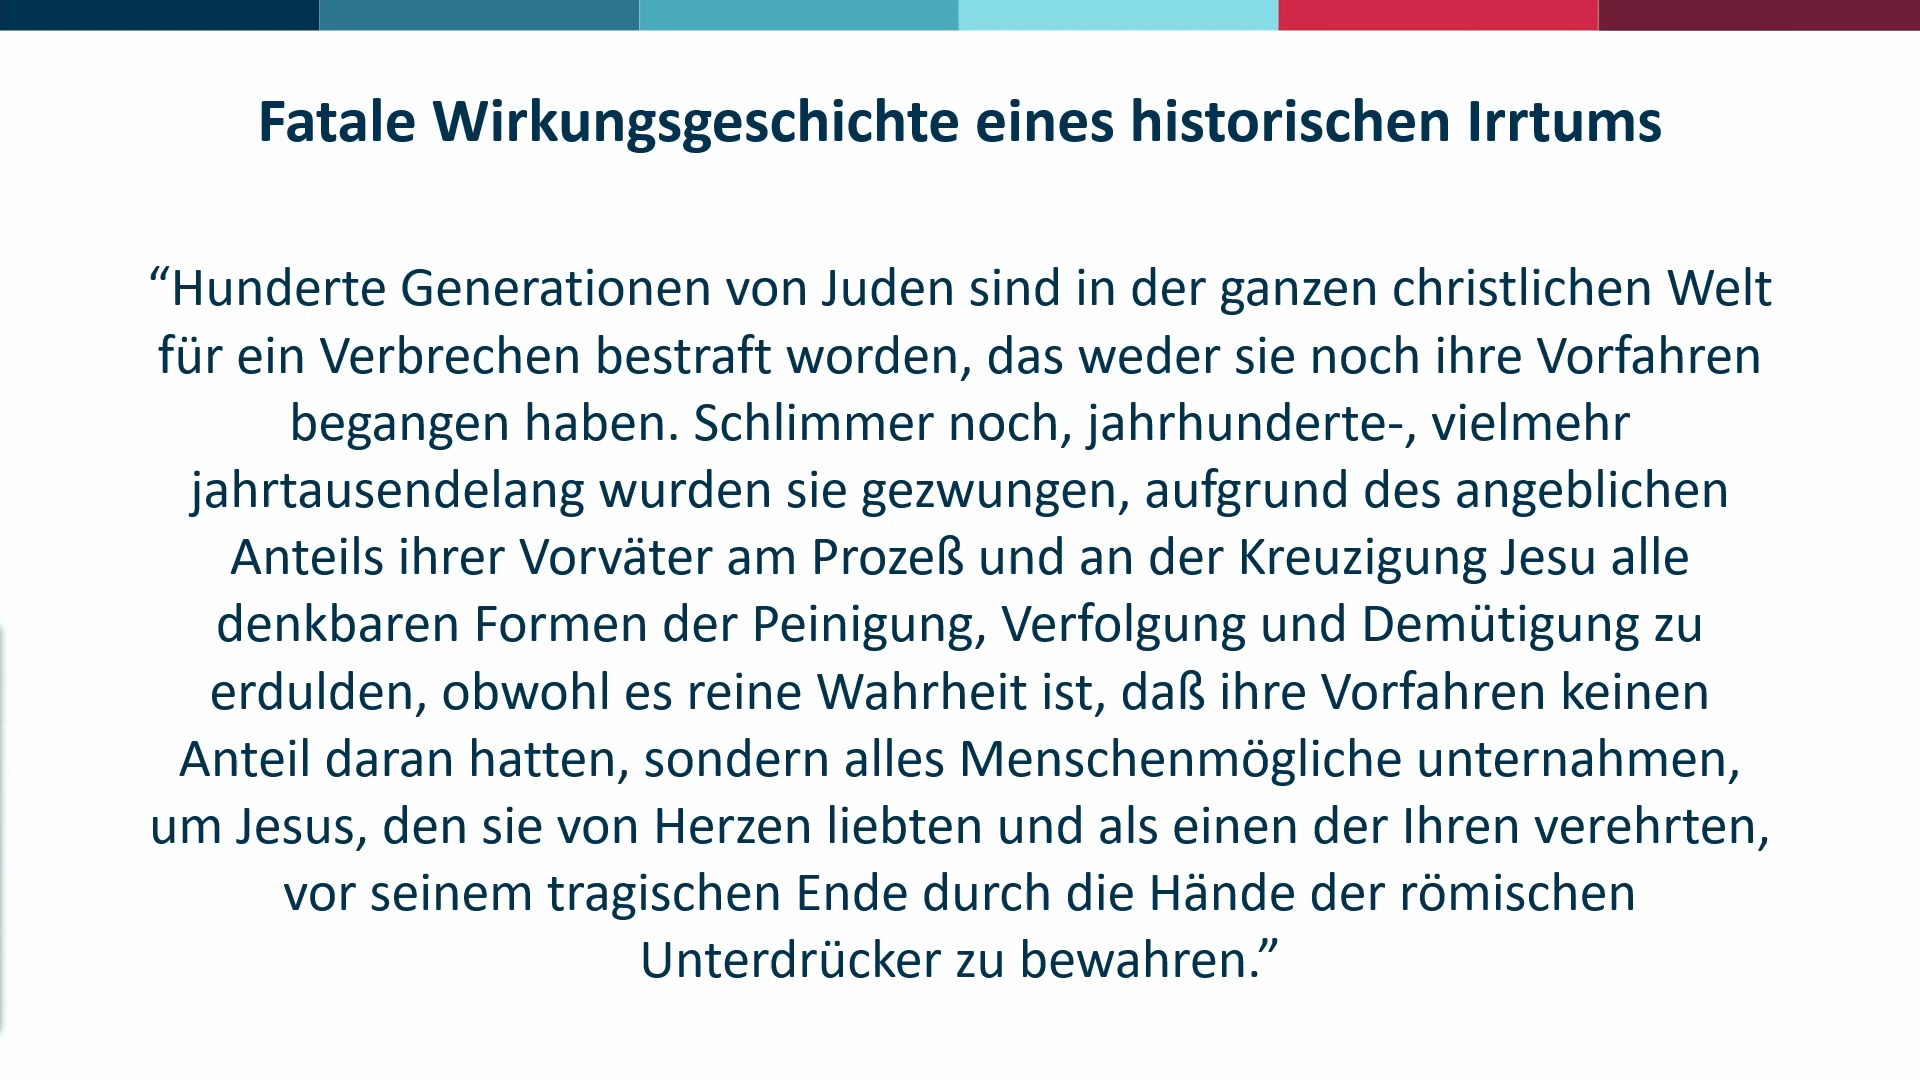 Fatale Wirkungsgeschichte eines historischen Irrtums
“Hunderte Generationen von Juden sind in der ganzen christlichen Welt
für ein Verbrechen bestraft worden, das weder sie noch ihre Vorfahren
begangen haben. Schlimmer noch, jahrhunderte-, vielmehr
jahrtausendelang wurden sie gezwungen, aufgrund des angeblichen
Anteils ihrer Vorväter am Prozeß und an der Kreuzigung Jesu alle
denkbaren Formen der Peinigung, Verfolgung und Demütigung zu
erdulden, obwohl es reine Wahrheit ist, daß ihre Vorfahren keinen
Anteil daran hatten, sondern alles Menschenmögliche unternahmen,
um Jesus, den sie von Herzen liebten und als einen der Ihren verehrten,
vor seinem tragischen Ende durch die Hände der römischen
Unterdrücker zu bewahren.”